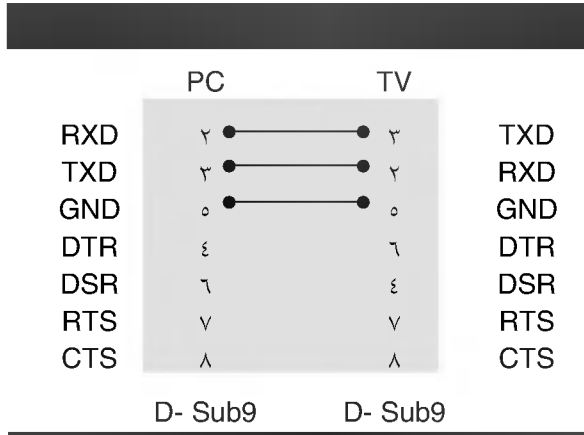 PC TV
RXD ٢ ٣ TXD
TXD ٣ ٢ RXD
GND ٥ ٥ GND
DTR ٤ ٦ DTR
DSR ٦ ٤ DSR
RTS ٧ ٧ RTS
CTS ٨ ٨ CTS
D- Sub9 D- Sub9